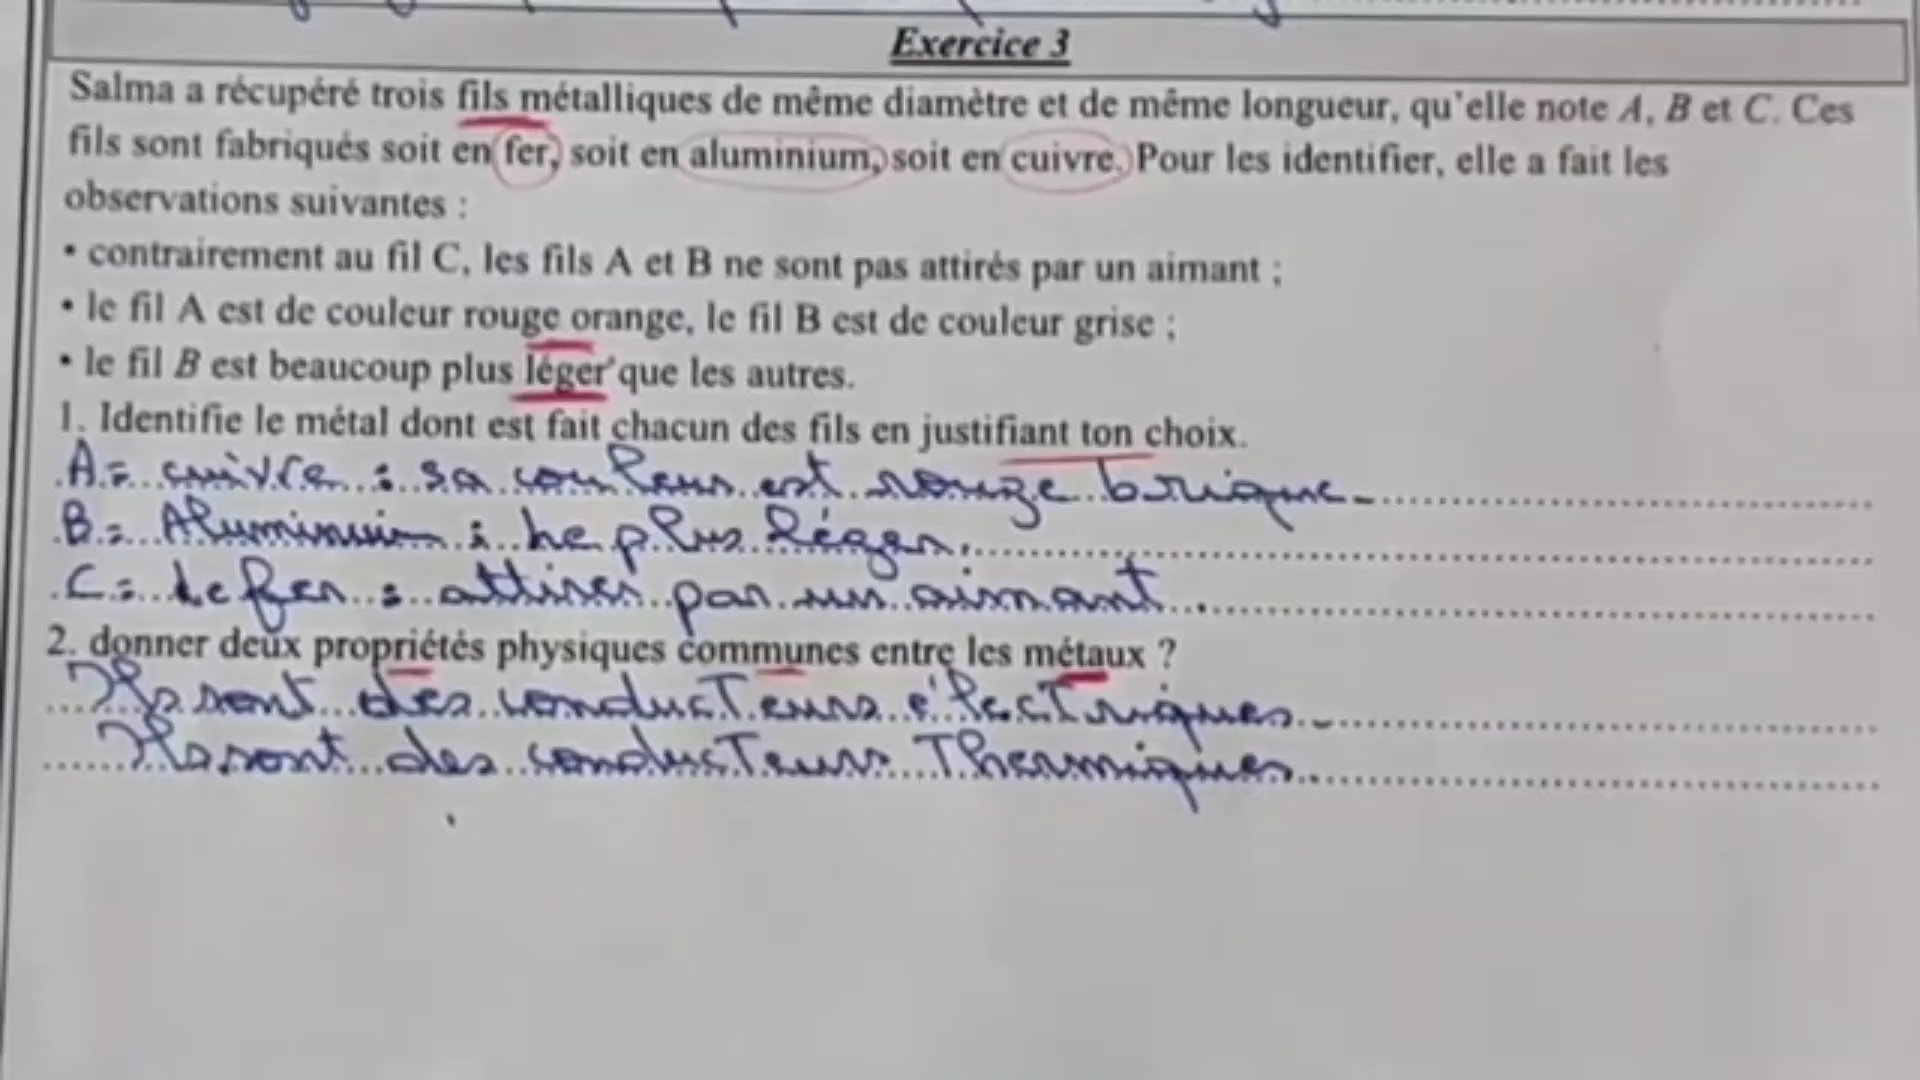 Exercice 3
Salma a récupéré trois fils métalliques de même diamètre et de même longueur, qu'elle note A, B et C. Ces
fils sont fabriqués soit en fer, soit en aluminium, soit en cuivre. Pour les identifier, elle a fait les
observations suivantes :
• contrairement au fil C, les fils A et B ne sont pas attirés par un aimant ;
• le fil A est de couleur rouge orange, le fil B est de couleur grise ;
• le fil B est beaucoup plus léger que les autres.
1. Identifie le métal dont est fait chacun des fils en justifiant ton choix.
A= cuivre : sa couleur est rouge brique.
B= Aluminium : le plus léger.
C= Le fer : attirer par un aimant.
2. donner deux propriétés physiques communes entre les métaux ?
Ils sont des conducteurs électriques.
Ils sont des conducteurs Thermiques